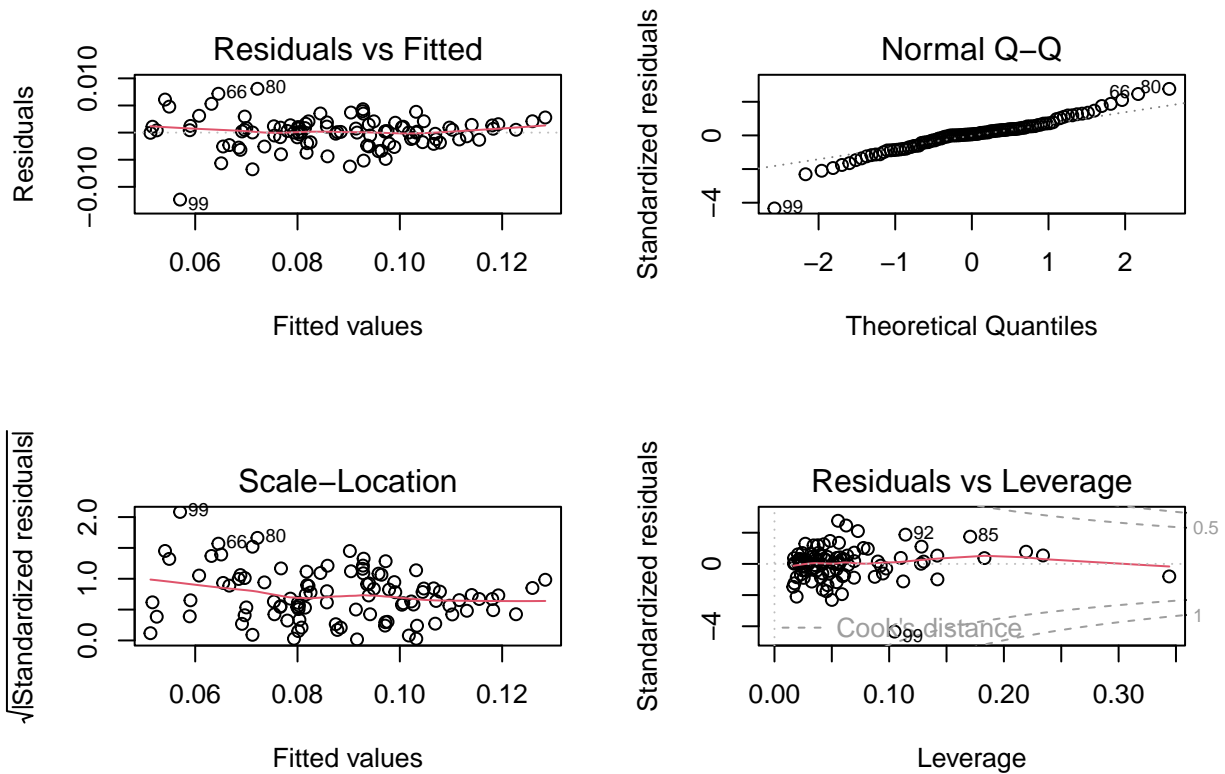 Residuals vs Fitted
Residuals
0.010
−0.010
66
80
99
0.06 0.08 0.10 0.12
Fitted values
Normal Q−Q
Standardized residuals
0
−4
66
80
99
−2 −1 0 1 2
Theoretical Quantiles
Scale−Location
√|Standardized residuals|
2.0
1.0
0.0
99
66
80
0.06 0.08 0.10 0.12
Fitted values
Residuals vs Leverage
Standardized residuals
0
−4
92
85
99
Cook's distance
0.5
1
0.00 0.10 0.20 0.30
Leverage